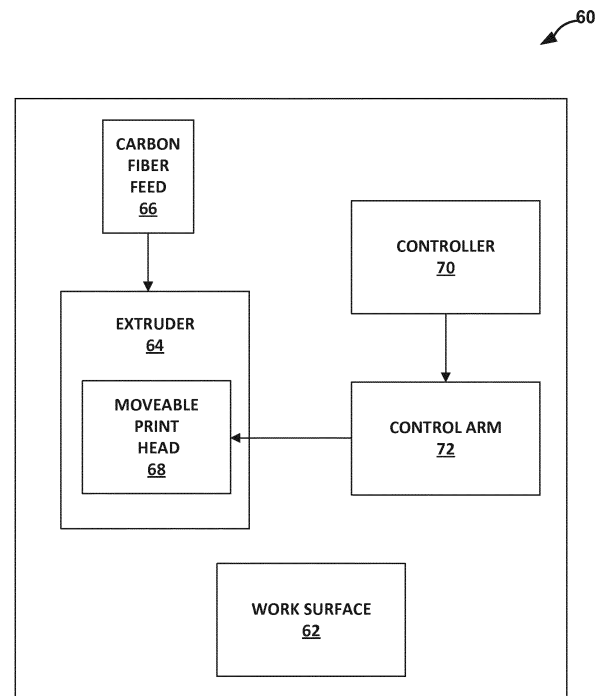 60
CARBON
FIBER
FEED
66
CONTROLLER
70
EXTRUDER
64
MOVEABLE
PRINT
HEAD
68
CONTROL ARM
72
WORK SURFACE
62